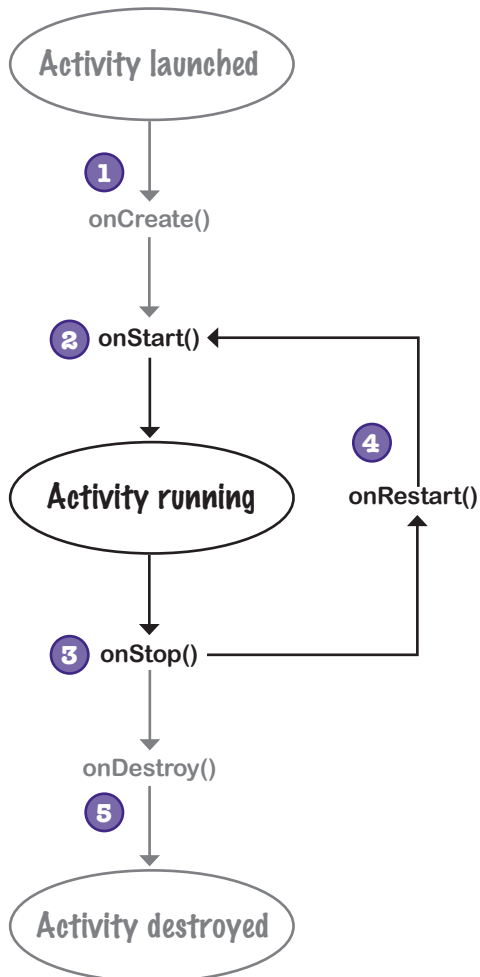 Activity launched
1
onCreate()
2 onStart()
4
Activity running
onRestart()
3 onStop()
onDestroy()
5
Activity destroyed